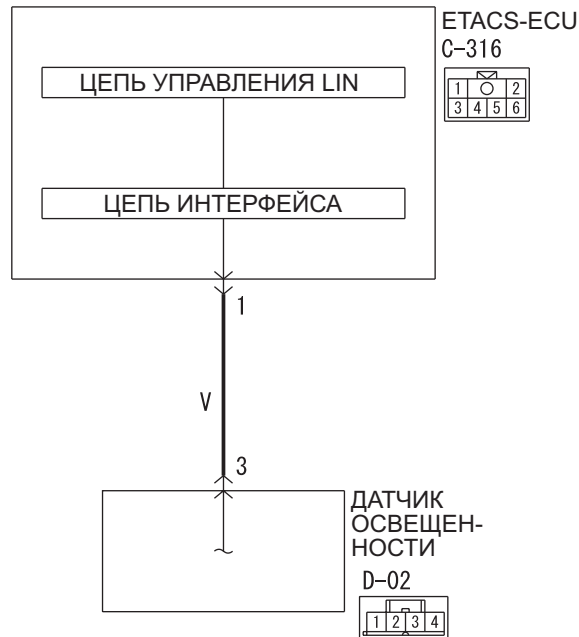 ETACS-ECU
C-316
1 2
3 4 5 6
ЦЕПЬ УПРАВЛЕНИЯ LIN
ЦЕПЬ ИНТЕРФЕЙСА
1
V
3
ДАТЧИК
ОСВЕЩЕН-
НОСТИ
D-02
1 2 3 4